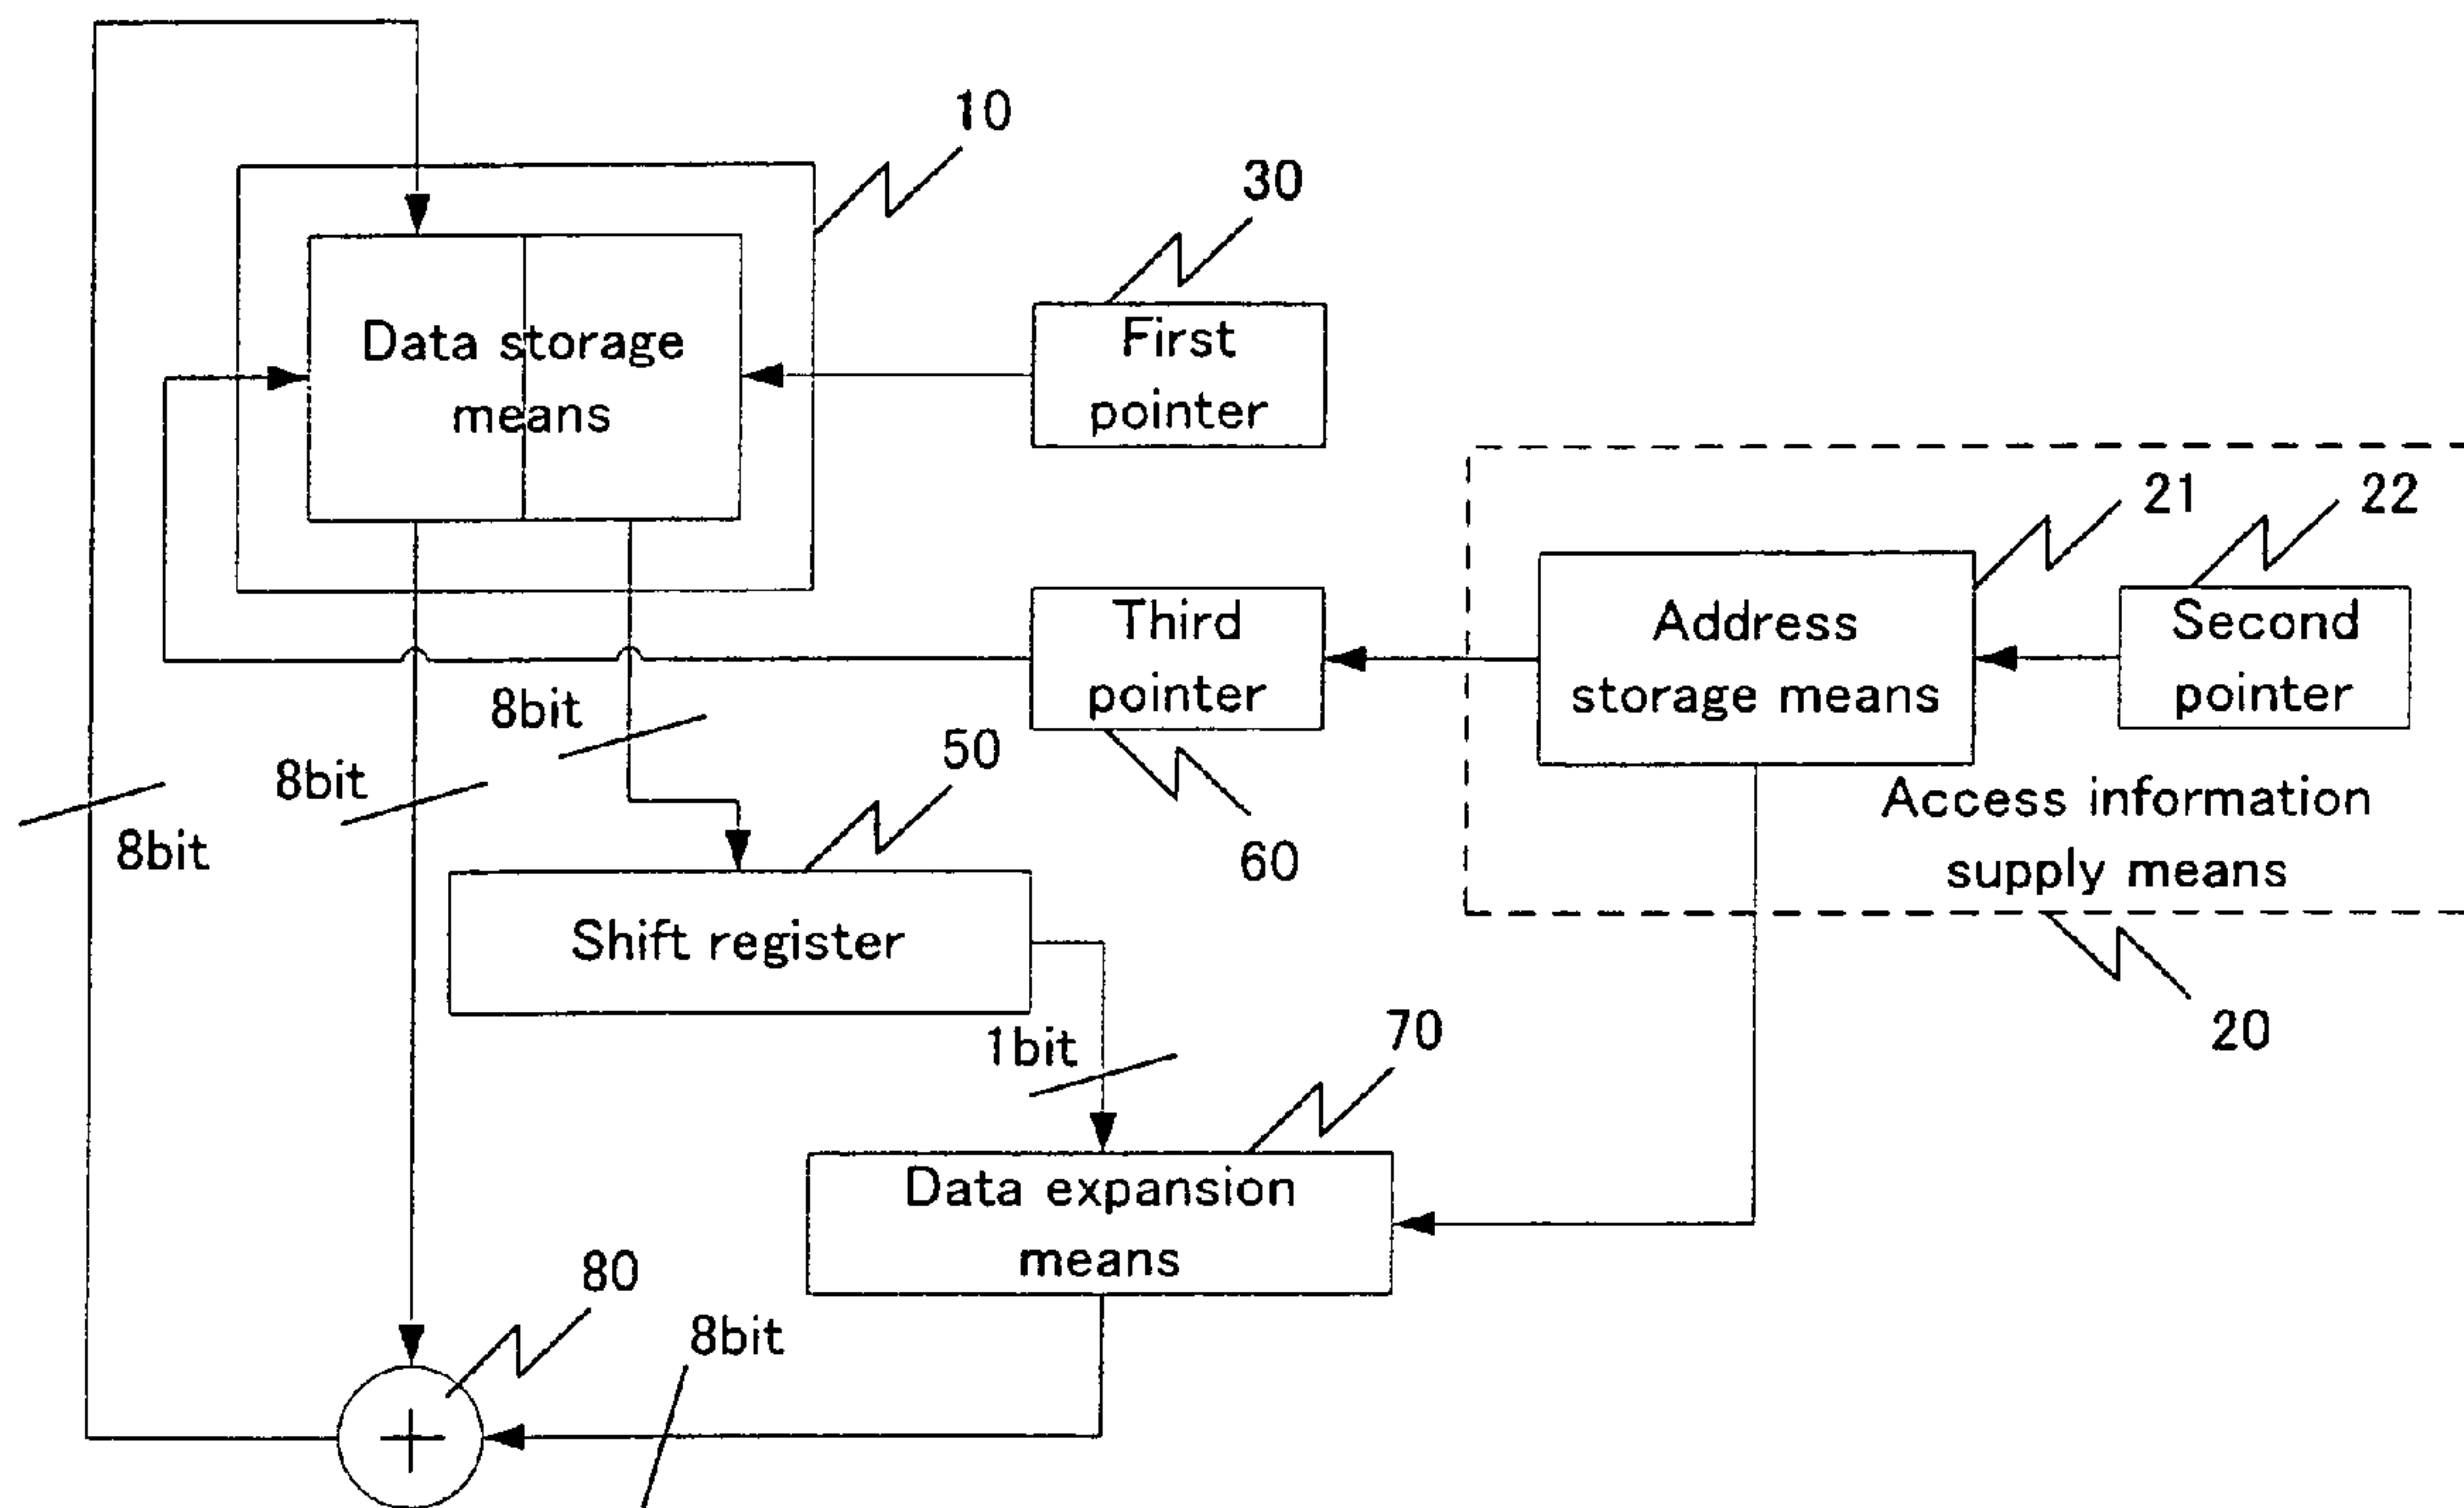 10
30
Data storage
means
First
pointer
21
22
Third
pointer
Address
storage means
Second
pointer
8bit
50
8bit
8bit
60
Access information
supply means
Shift register
20
1bit
70
Data expansion
means
80
8bit
+